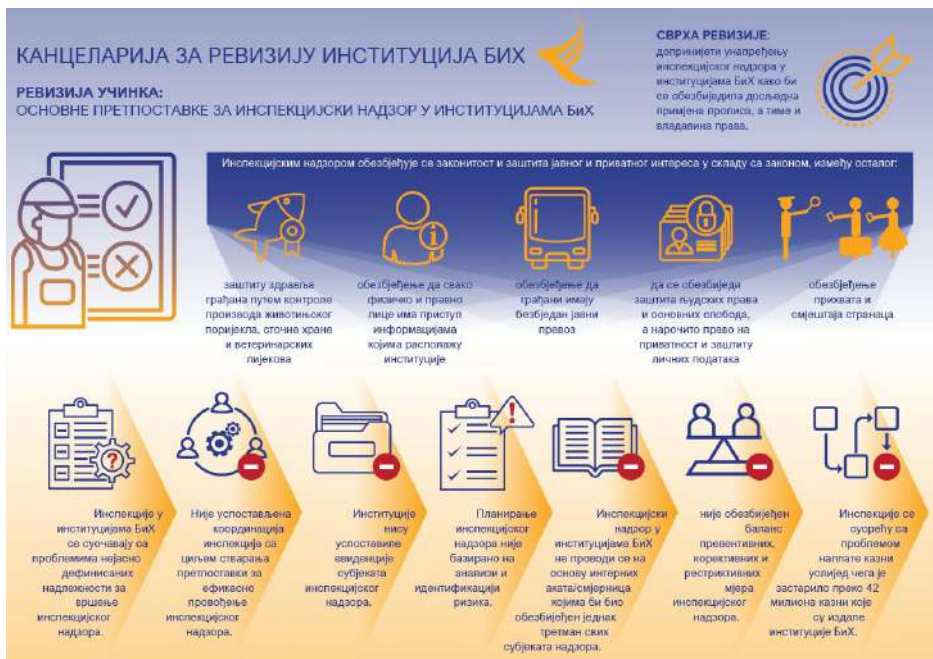 КАНЦЕЛАРИЈА ЗА РЕВИЗИЈУ ИНСТИТУЦИЈА БИХ
РЕВИЗИЈА УЧИНКА:
ОСНОВНЕ ПРЕТПОСТАВКЕ ЗА ИНСПЕКЦИЈСКИ НАДЗОР У ИНСТИТУЦИЈАМА БиХ
СВРХА РЕВИЗИЈЕ:
допринијети унапређењу
инспекцијског надзора у
институцијама БиХ како би
се обезбиједила досљедна
примјена прописа, а тиме и
владавина права.
Инспекцијским надзором обезбјеђује се законитост и заштита јавног и приватног интереса у складу са законом, између осталог:
заштиту здравља
грађана путем контроле
производа животињског
поријекла, сточне хране
и ветеринарских
лијекова
обезбјеђење да свако
физичко и правно
лице има приступ
информацијама
којима располажу
институције
обезбјеђење да
грађани имају
безбједан јавни
превоз
да се обезбиједи
заштита људских права
и основних слобода,
а нарочито право на
приватност и заштиту
личних података
обезбјеђење
прихвата и
смјештаја странаца
Инспекције у
институцијама БиХ
се суочавају са
проблемима нејасно
дефинисаних
надлежности за
вршење
инспекцијског
надзора.
Није успостављена
координација
инспекција са
циљем стварања
претпоставки за
ефикасно
провођење
инспекцијског
надзора.
Институције
нису
успоставиле
евиденције
субјеката
инспекцијског
надзора.
Планирање
инспекцијског
надзора није
базирано на
анализи и
идентификацији
ризика.
Инспекцијски
надзор у
институцијама БиХ
не проводи се на
основу интерних
аката/смјерница
којима би био
обезбијеђен једнак
третман свих
субјеката надзора.
није обезбијеђен
баланс
превентивних,
корективних и
рестриктивних
мјера
инспекцијског
надзора.
Инспекције се
сусрећу са
проблемом
наплате казни
услијед чега је
застарило преко 42
милиона казни које
су издале
институције БиХ.